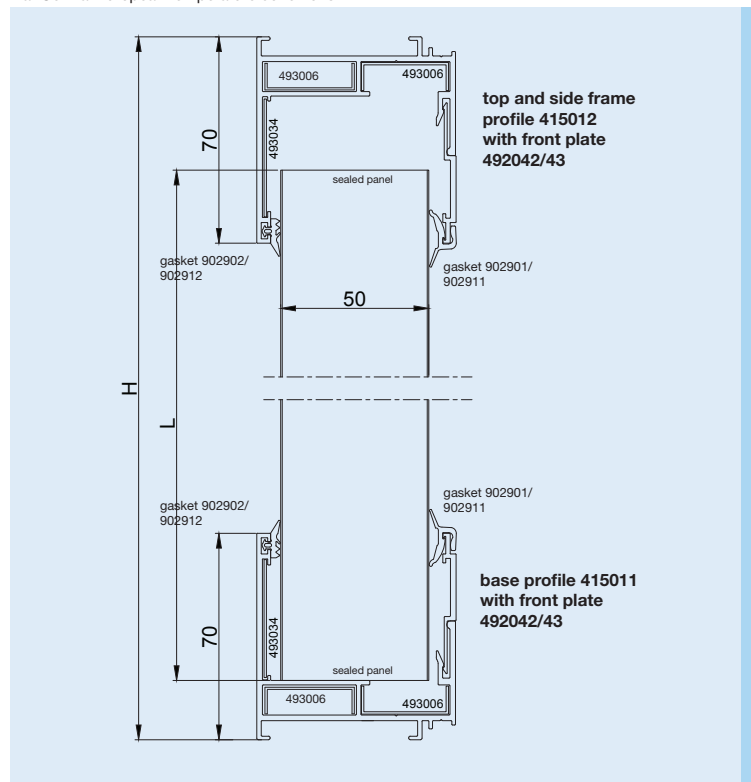 493006
493006
top and side frame
profile 415012
with front plate
492042/43
70
493034
sealed panel
gasket 902902/
902912
gasket 902901/
902911
50
H
L
gasket 902902/
902912
gasket 902901/
902911
base profile 415011
with front plate
492042/43
70
493034
sealed panel
493006
493006